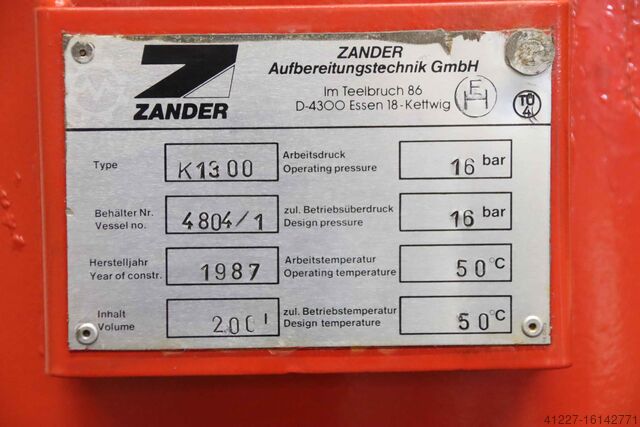 ZANDER
ZANDER
Aufbereitungstechnik GmbH
Im Teelbruch 86
D-4300 Essen 18-Kettwig
E
H
TÜ
4
Type
K1300
Arbeitsdruck
Operating pressure
16 bar
Behälter Nr.
Vessel no.
4804/1
zul. Betriebsüberdruck
Design pressure
16 bar
Herstelljahr
Year of constr.
1987
Arbeitstemperatur
Operating temperature
50 °C
Inhalt
Volume
200 l
zul. Betriebstemperatur
Design temperature
50 °C
41227-16142771